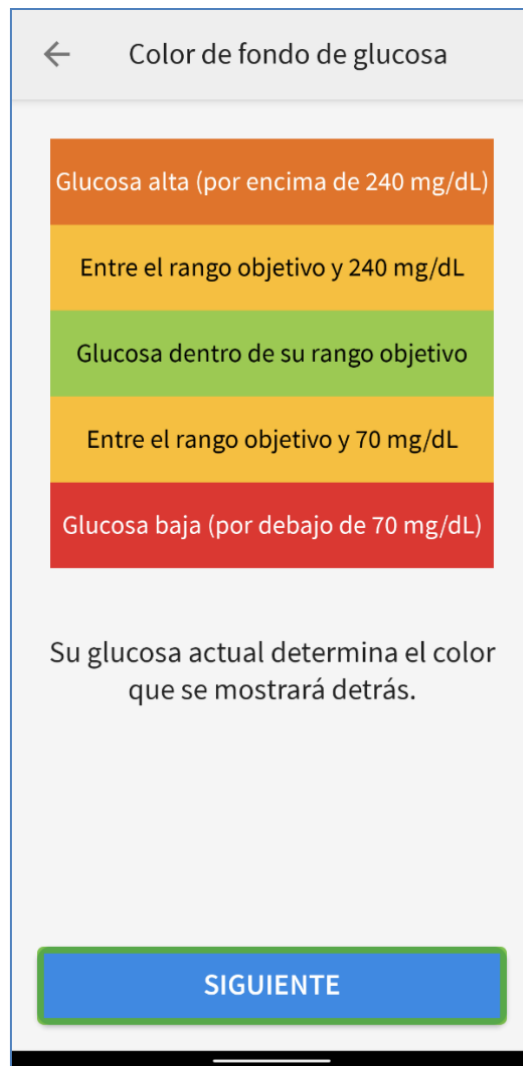 Color de fondo de glucosa
Glucosa alta (por encima de 240 mg/dL)
Entre el rango objetivo y 240 mg/dL
Glucosa dentro de su rango objetivo
Entre el rango objetivo y 70 mg/dL
Glucosa baja (por debajo de 70 mg/dL)
Su glucosa actual determina el color
que se mostrará detrás.
SIGUIENTE